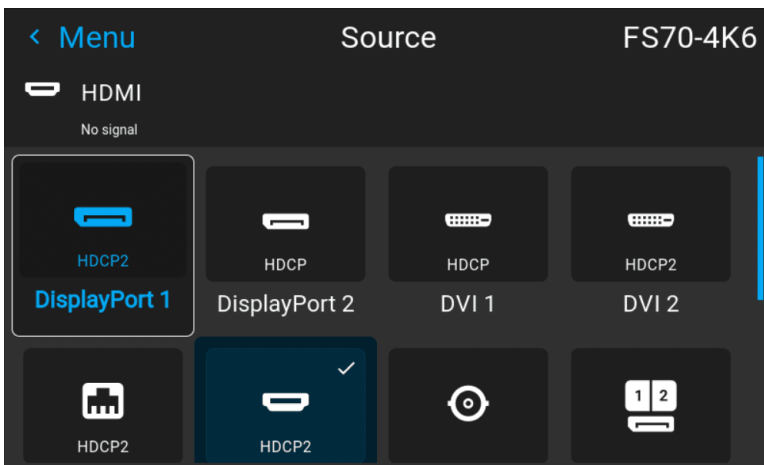 Menu
Source
FS70-4K6
HDMI
No signal
HDCP2
HDCP
HDCP
HDCP2
DisplayPort 1
DisplayPort 2
DVI 1
DVI 2
1 2
HDCP2
HDCP2